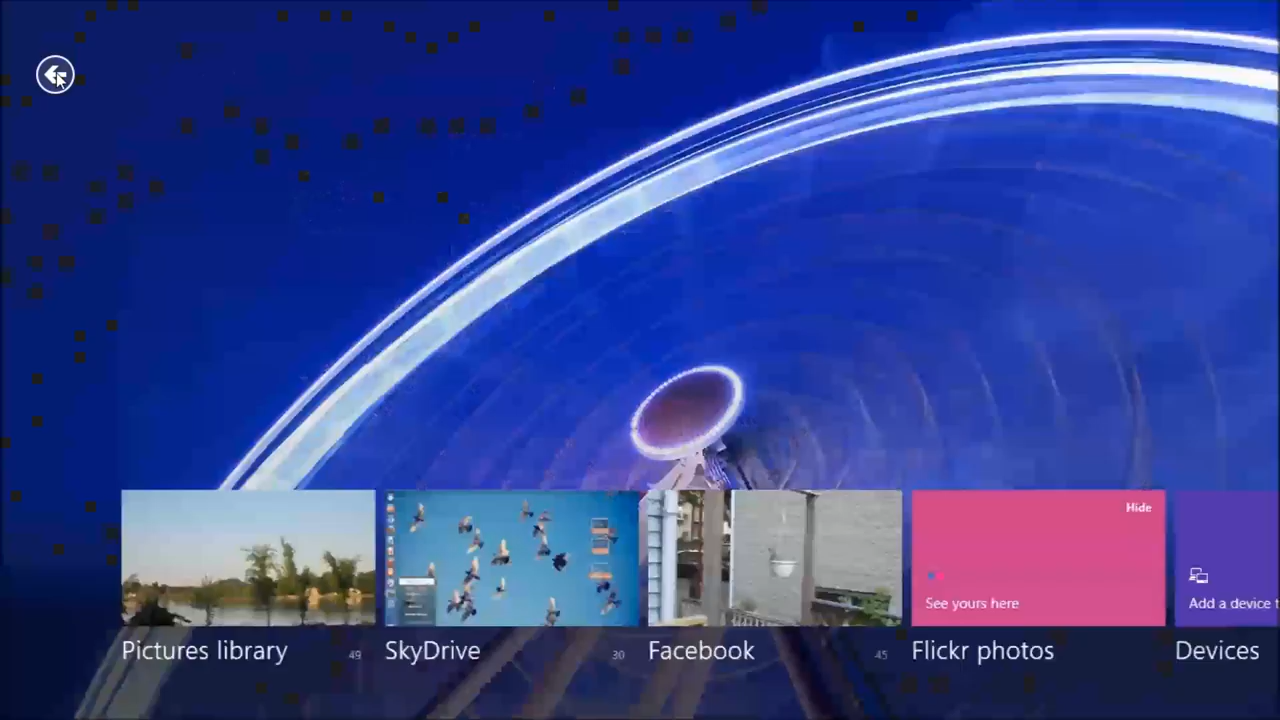 Hide
See yours here
Add a device t
Pictures library 49
SkyDrive 30
Facebook 45
Flickr photos
Devices